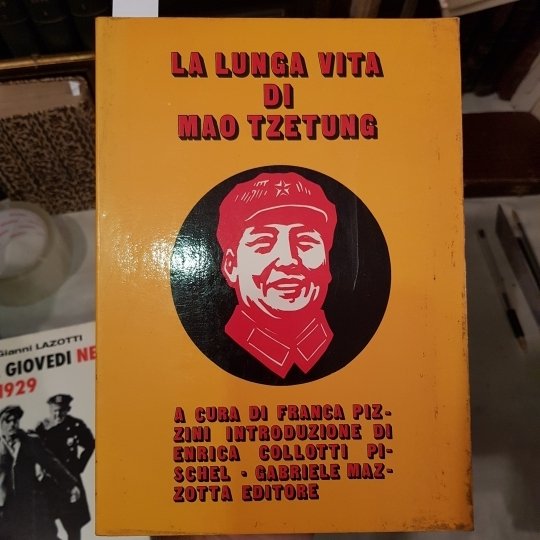 LA LUNGA VITA
DI
MAO TZETUNG
A CURA DI FRANCA PIZ-
ZINI INTRODUZIONE DI
ENRICA COLLOTTI PI-
SCHEL - GABRIELE MAZ-
ZOTTA EDITORE
Gianni LAZOTTI
GIOVEDI NE
1929